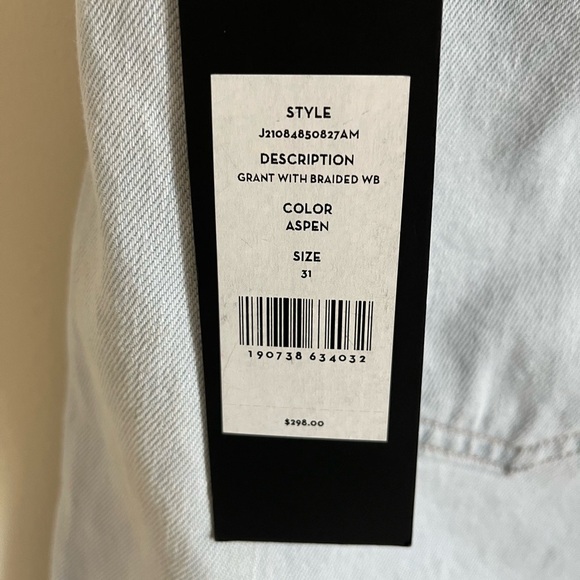 STYLE
J21084850827AM
DESCRIPTION
GRANT WITH BRAIDED WB
COLOR
ASPEN
SIZE
31
190738 634032
$298.00